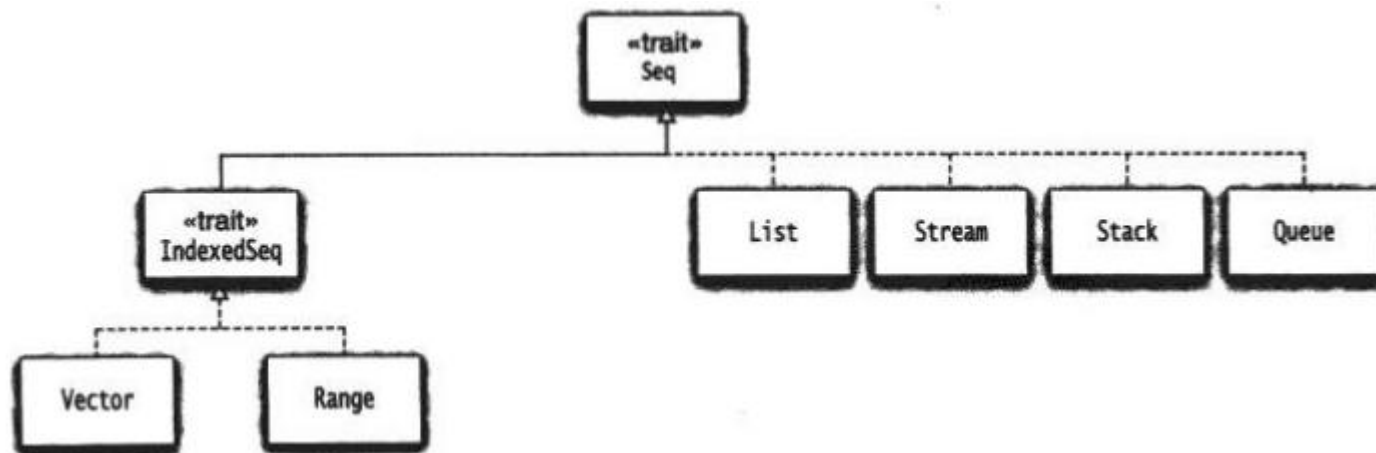 «trait»
Seq
«trait»
IndexedSeq
List
Stream
Stack
Queue
Vector
Range